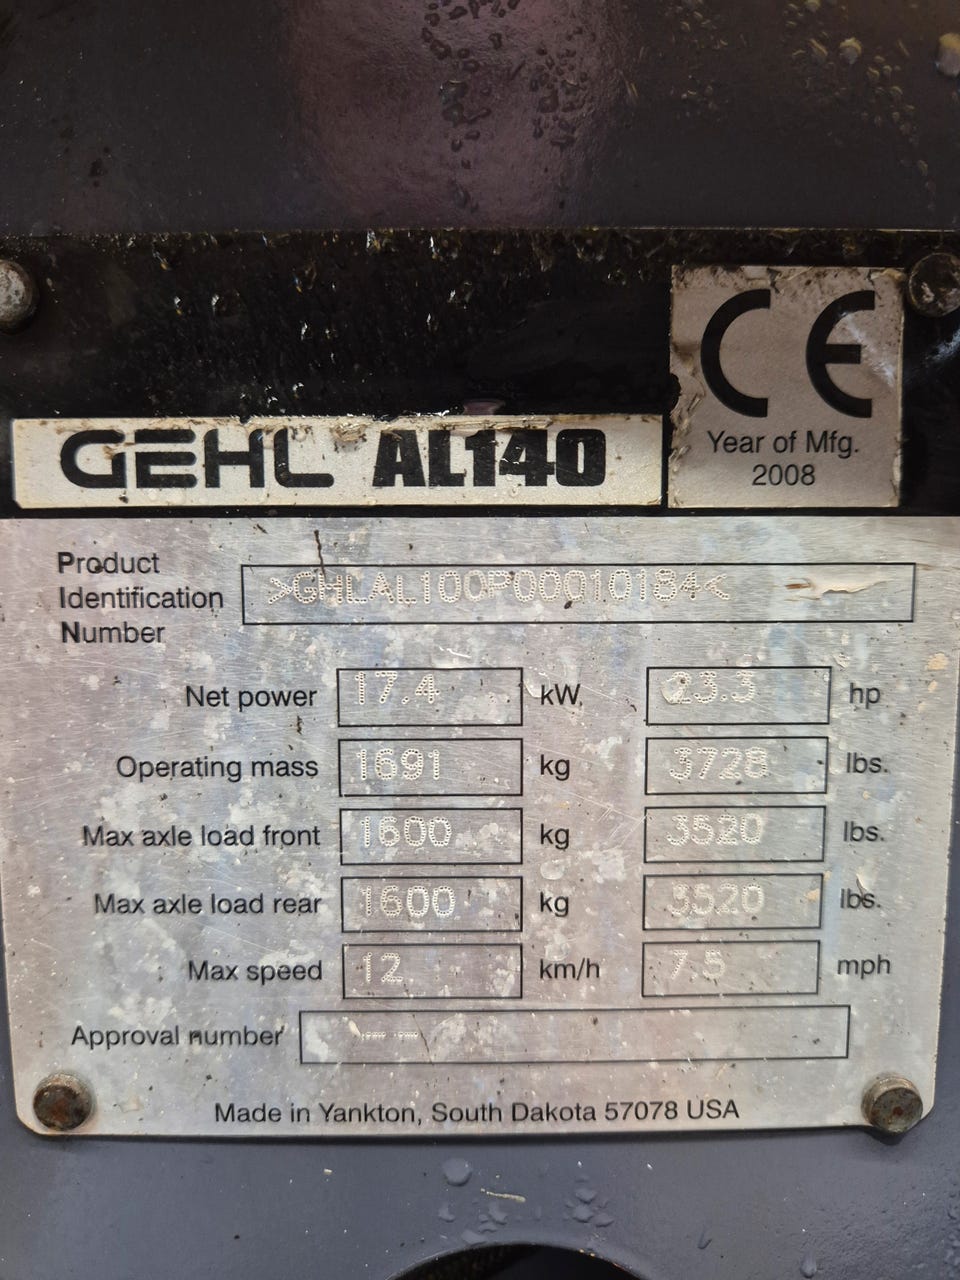 CE
Year of Mfg.
2008
GEHL AL140
Product
Identification
Number
>GHLAL100P00010184<
Net power 17.4 kW 23.3 hp
Operating mass 1691 kg 3728 lbs.
Max axle load front 1600 kg 3520 lbs.
Max axle load rear 1600 kg 3520 lbs.
Max speed 12 km/h 7.5 mph
Approval number --
Made in Yankton, South Dakota 57078 USA